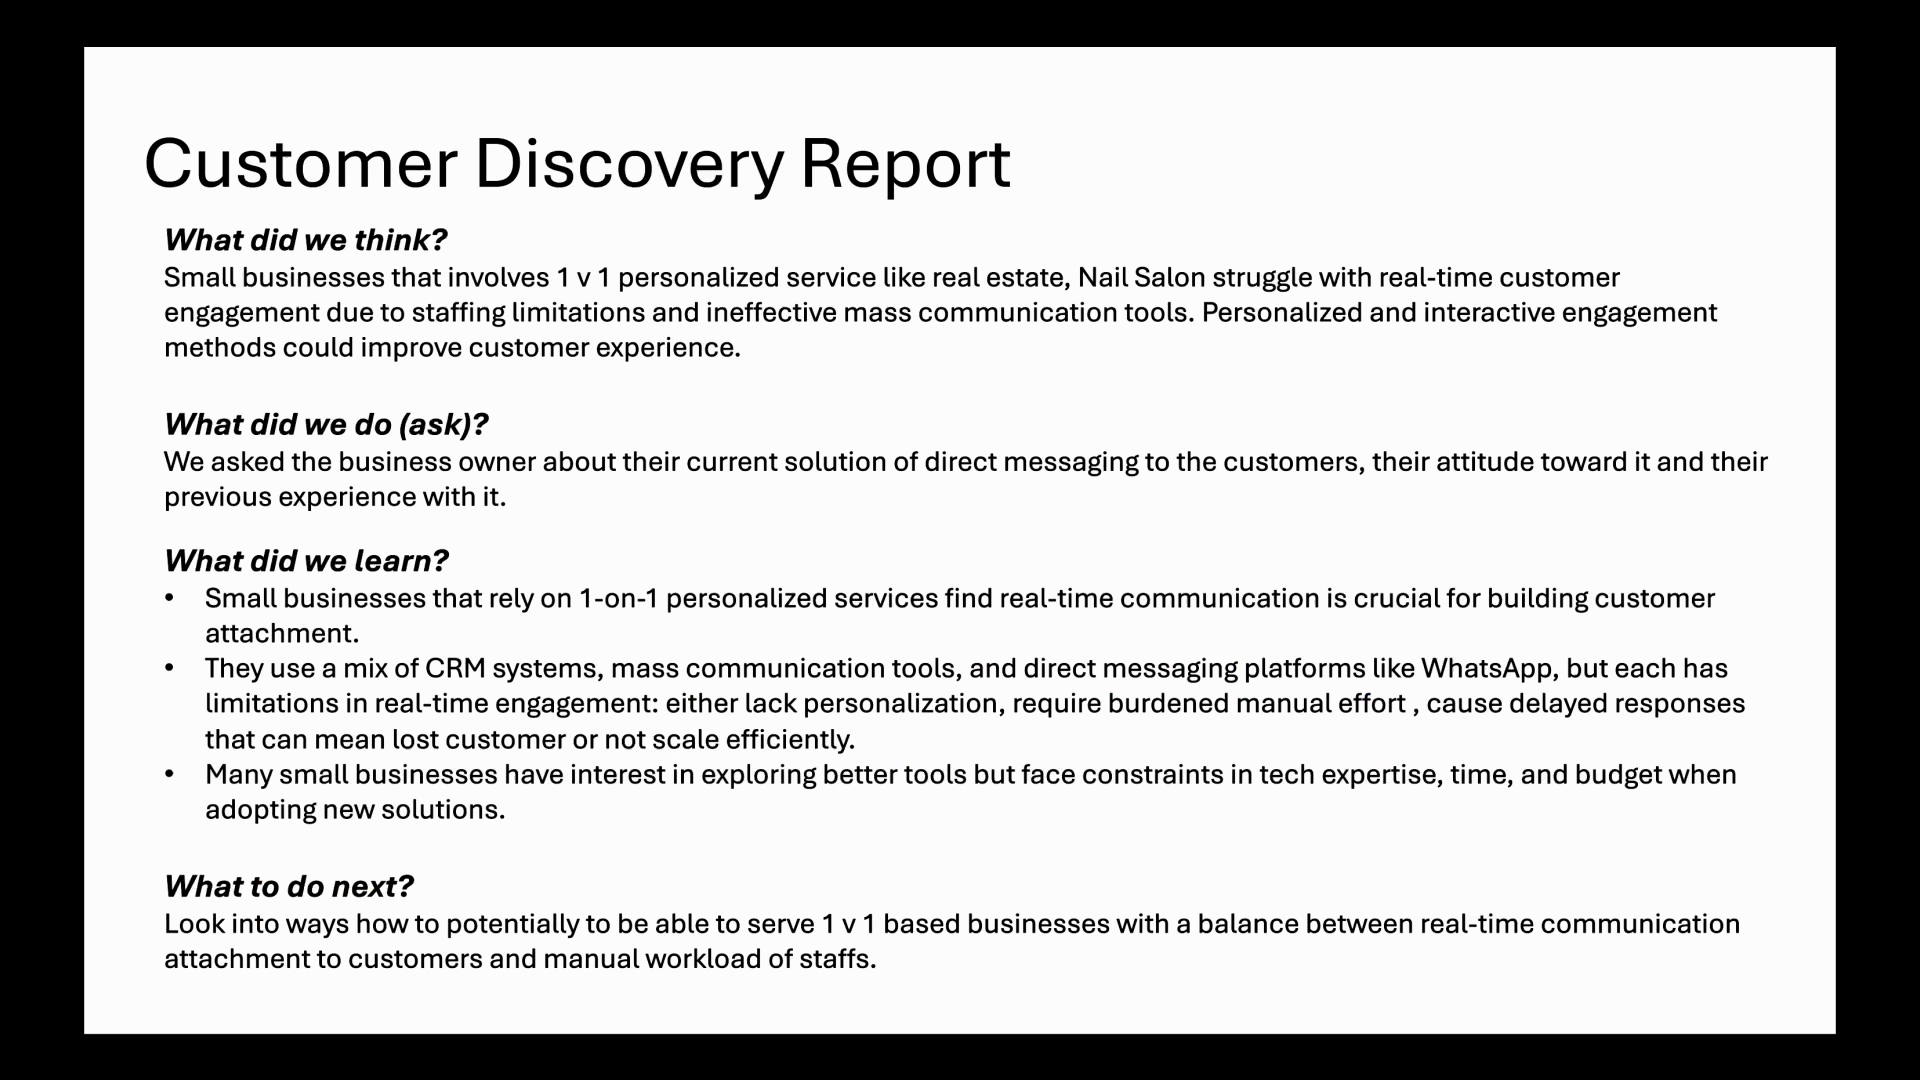 Customer Discovery Report
What did we think?
Small businesses that involves 1 v 1 personalized service like real estate, Nail Salon struggle with real-time customer
engagement due to staffing limitations and ineffective mass communication tools. Personalized and interactive engagement
methods could improve customer experience.
What did we do (ask)?
We asked the business owner about their current solution of direct messaging to the customers, their attitude toward it and their
previous experience with it.
What did we learn?
• Small businesses that rely on 1-on-1 personalized services find real-time communication is crucial for building customer
attachment.
• They use a mix of CRM systems, mass communication tools, and direct messaging platforms like WhatsApp, but each has
limitations in real-time engagement: either lack personalization, require burdened manual effort , cause delayed responses
that can mean lost customer or not scale efficiently.
• Many small businesses have interest in exploring better tools but face constraints in tech expertise, time, and budget when
adopting new solutions.
What to do next?
Look into ways how to potentially to be able to serve 1 v 1 based businesses with a balance between real-time communication
attachment to customers and manual workload of staffs.